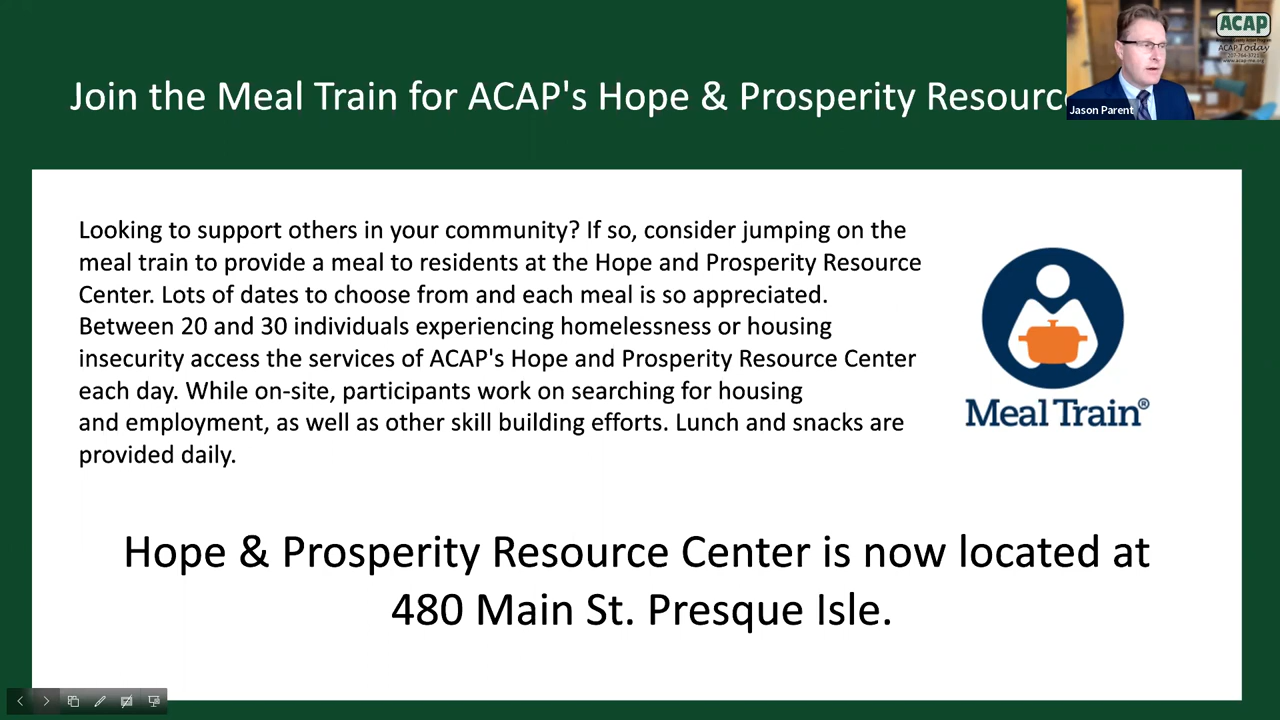 Join the Meal Train for ACAP's Hope & Prosperity Resourc
ACAP
ACAP Today
Jason Parent
Looking to support others in your community? If so, consider jumping on the
meal train to provide a meal to residents at the Hope and Prosperity Resource
Center. Lots of dates to choose from and each meal is so appreciated.
Between 20 and 30 individuals experiencing homelessness or housing
insecurity access the services of ACAP's Hope and Prosperity Resource Center
each day. While on-site, participants work on searching for housing
and employment, as well as other skill building efforts. Lunch and snacks are
provided daily.
Meal Train®
Hope & Prosperity Resource Center is now located at
480 Main St. Presque Isle.